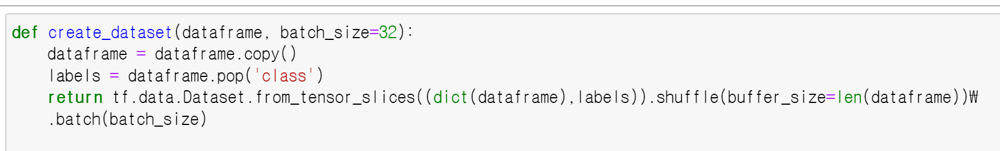 def create_dataset(dataframe, batch_size=32):
    dataframe = dataframe.copy()
    labels = dataframe.pop('class')
    return tf.data.Dataset.from_tensor_slices((dict(dataframe),labels)).shuffle(buffer_size=len(dataframe))₩
    .batch(batch_size)